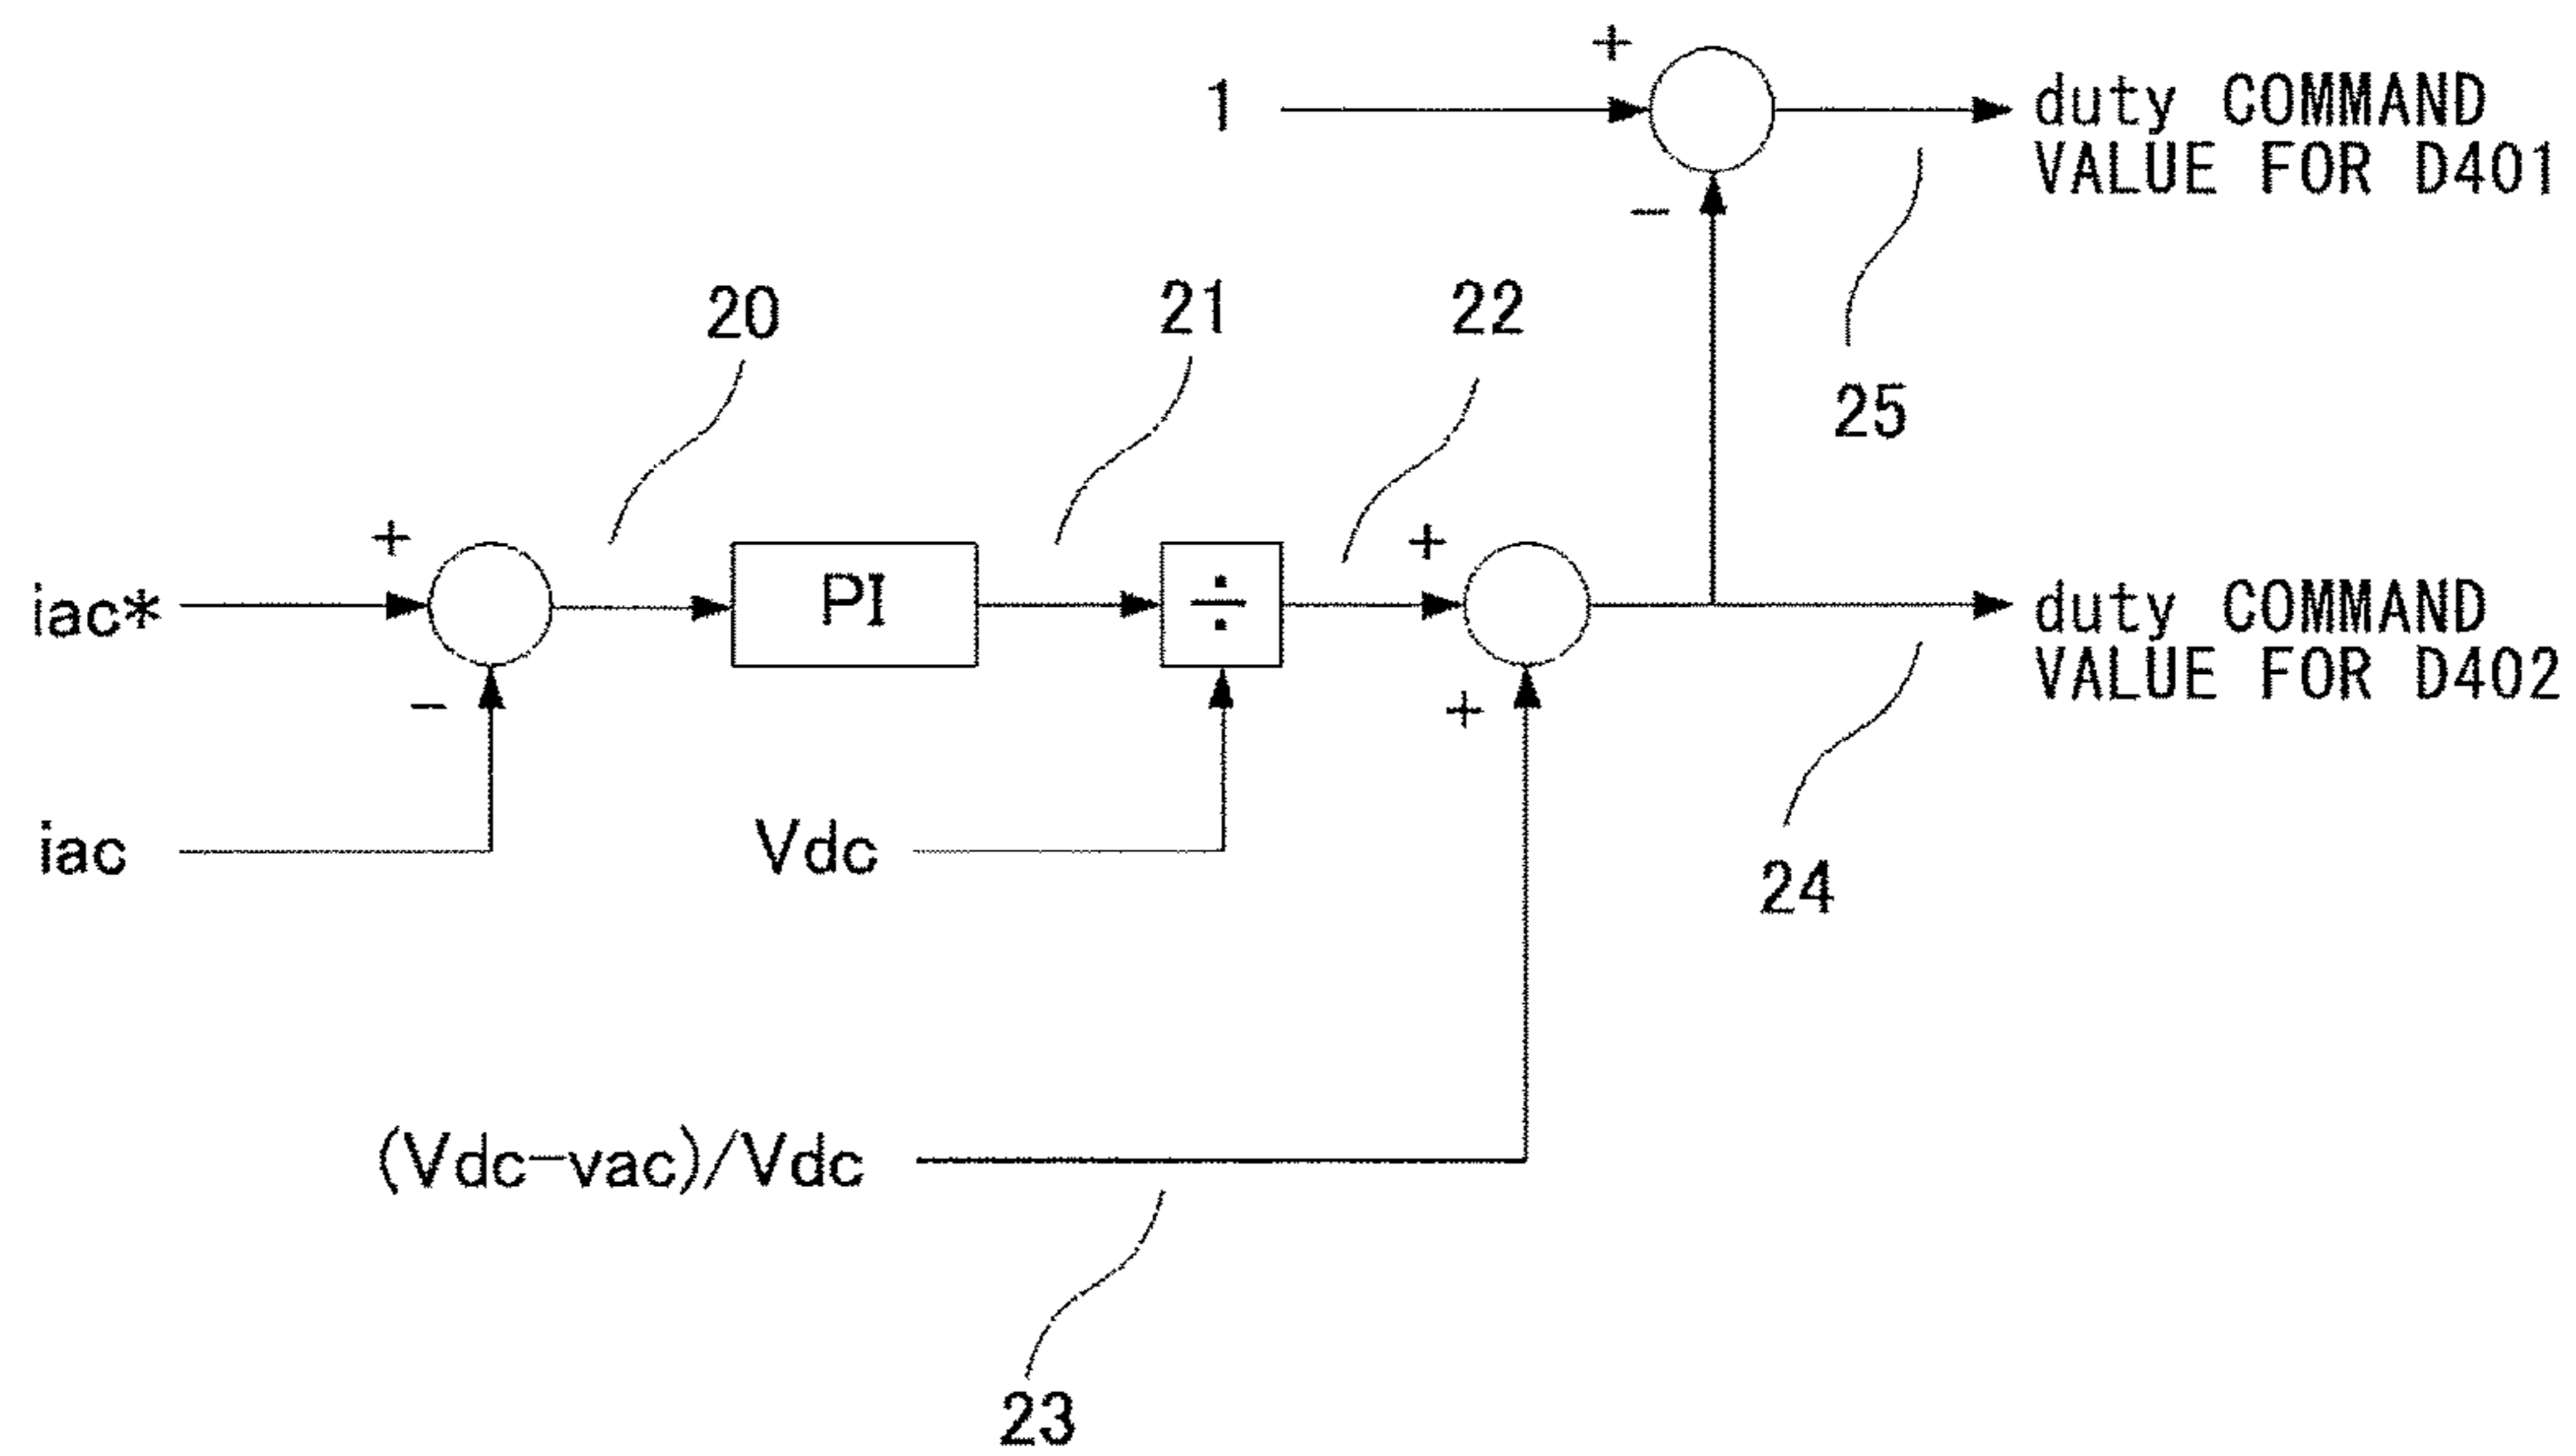 +
1
duty COMMAND
VALUE FOR D401
−
20
21
22
25
+
iac*
PI
÷
+
duty COMMAND
VALUE FOR D402
−
+
iac
Vdc
24
(Vdc−vac)/Vdc
23